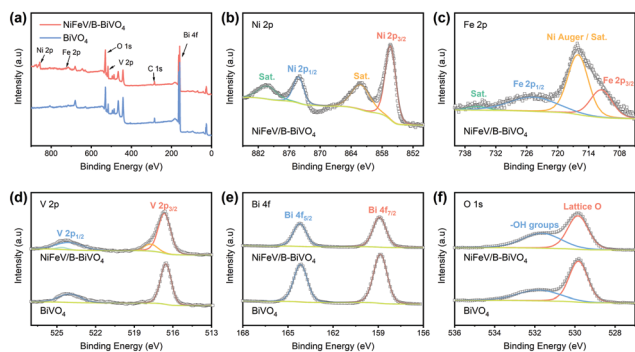 (a)
NiFeV/B-BiVO₄
BiVO₄
Ni 2p
Fe 2p
O 1s
V 2p
C 1s
Bi 4f
Intensity (a.u)
800 600 400 200 0
Binding Energy (eV)
(b)
Ni 2p
Ni 2p₃/₂
Sat.
Ni 2p₁/₂
Sat.
NiFeV/B-BiVO₄
Intensity (a.u)
884 876 868 860 852
Binding Energy (eV)
(c)
Fe 2p
Ni Auger / Sat.
Sat.
Fe 2p₁/₂
Fe 2p₃/₂
NiFeV/B-BiVO₄
Intensity (a.u)
738 732 726 720 714 708
Binding Energy (eV)
(d)
V 2p
V 2p₃/₂
V 2p₁/₂
NiFeV/B-BiVO₄
BiVO₄
Intensity (a.u)
525 522 519 516 513
Binding Energy (eV)
(e)
Bi 4f
Bi 4f₅/₂
Bi 4f₇/₂
NiFeV/B-BiVO₄
BiVO₄
Intensity (a.u)
168 165 162 159 156
Binding Energy (eV)
(f)
O 1s
Lattice O
-OH groups
NiFeV/B-BiVO₄
BiVO₄
Intensity (a.u)
536 534 532 530 528
Binding Energy (eV)